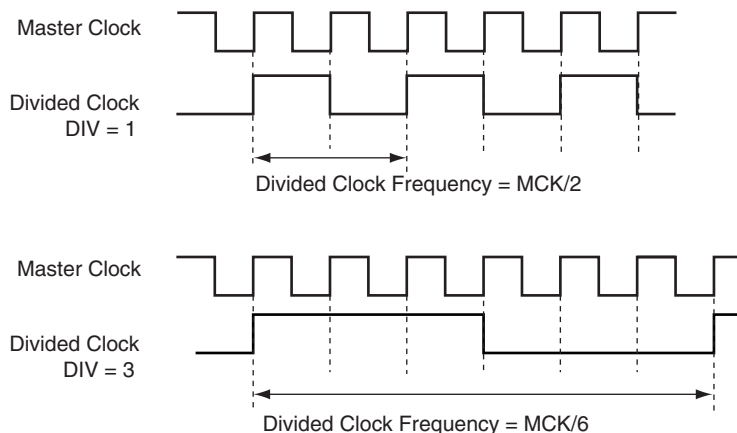 Master Clock
Divided Clock
DIV = 1
Divided Clock Frequency = MCK/2
Master Clock
Divided Clock
DIV = 3
Divided Clock Frequency = MCK/6